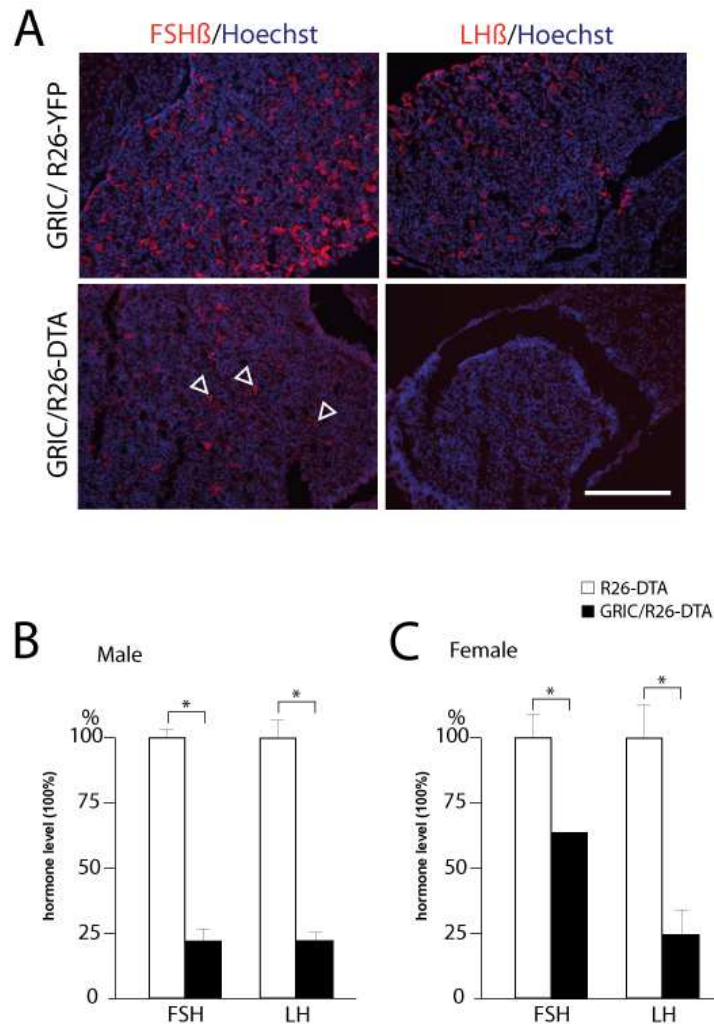 A
FSHß/Hoechst
LHß/Hoechst
GRIC/ R26-YFP
GRIC/R26-DTA
R26-DTA
GRIC/R26-DTA
B
Male
%
100
75
50
25
0
hormone level (100%)
*
*
FSH
LH
C
Female
%
100
75
50
25
0
hormone level (100%)
*
*
FSH
LH